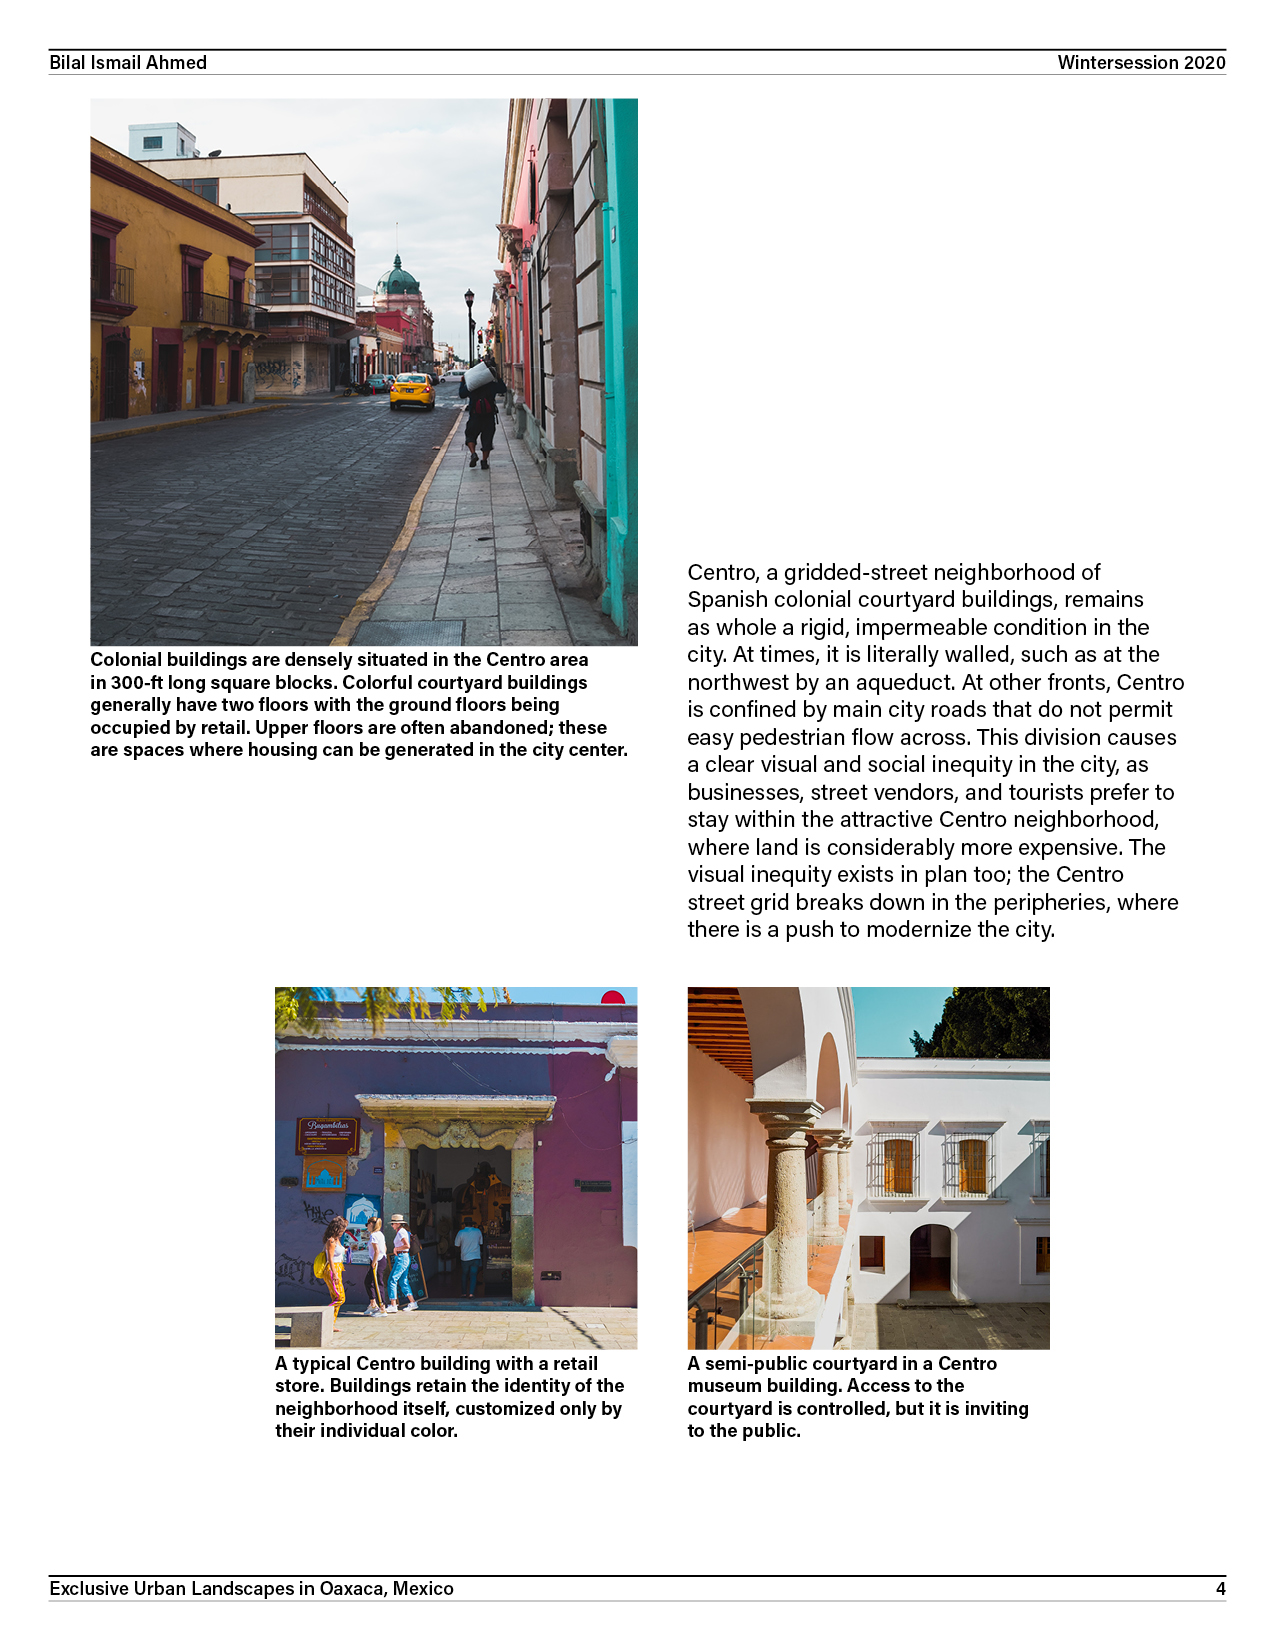 Bilal Ismail Ahmed
Wintersession 2020
Colonial buildings are densely situated in the Centro area
in 300-ft long square blocks. Colorful courtyard buildings
generally have two floors with the ground floors being
occupied by retail. Upper floors are often abandoned; these
are spaces where housing can be generated in the city center.
Centro, a gridded-street neighborhood of
Spanish colonial courtyard buildings, remains
as whole a rigid, impermeable condition in the
city. At times, it is literally walled, such as at the
northwest by an aqueduct. At other fronts, Centro
is confined by main city roads that do not permit
easy pedestrian flow across. This division causes
a clear visual and social inequity in the city, as
businesses, street vendors, and tourists prefer to
stay within the attractive Centro neighborhood,
where land is considerably more expensive. The
visual inequity exists in plan too; the Centro
street grid breaks down in the peripheries, where
there is a push to modernize the city.
Bugambilias
A typical Centro building with a retail
store. Buildings retain the identity of the
neighborhood itself, customized only by
their individual color.
A semi-public courtyard in a Centro
museum building. Access to the
courtyard is controlled, but it is inviting
to the public.
Exclusive Urban Landscapes in Oaxaca, Mexico
4